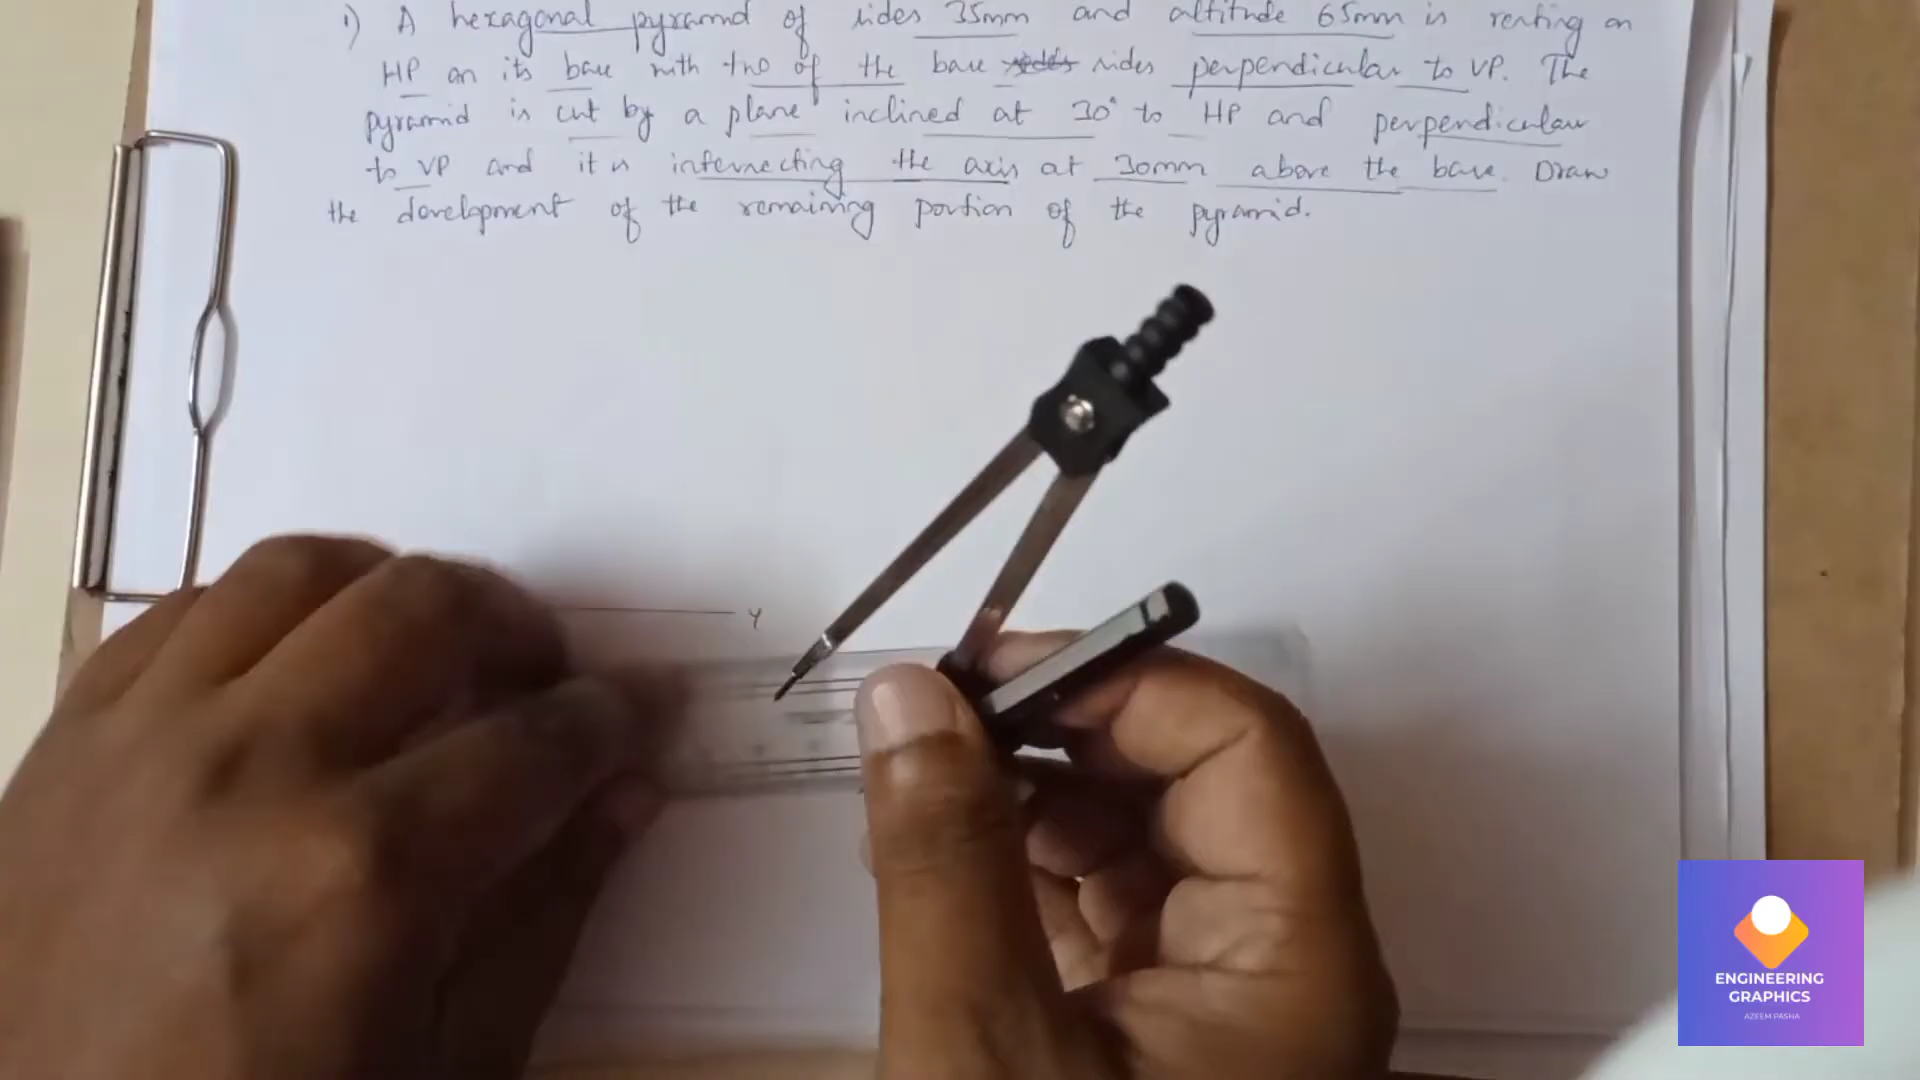 1) A hexagonal pyramid of sides 35mm and altitude 65mm is resting on
HP on its base with two of the base sides perpendicular to VP. The
pyramid is cut by a plane inclined at 30° to HP and perpendicular
to VP and it is intersecting the axis at 30mm above the base. Draw
the development of the remaining portion of the pyramid.
Y
ENGINEERING
GRAPHICS
AZEEM PASHA